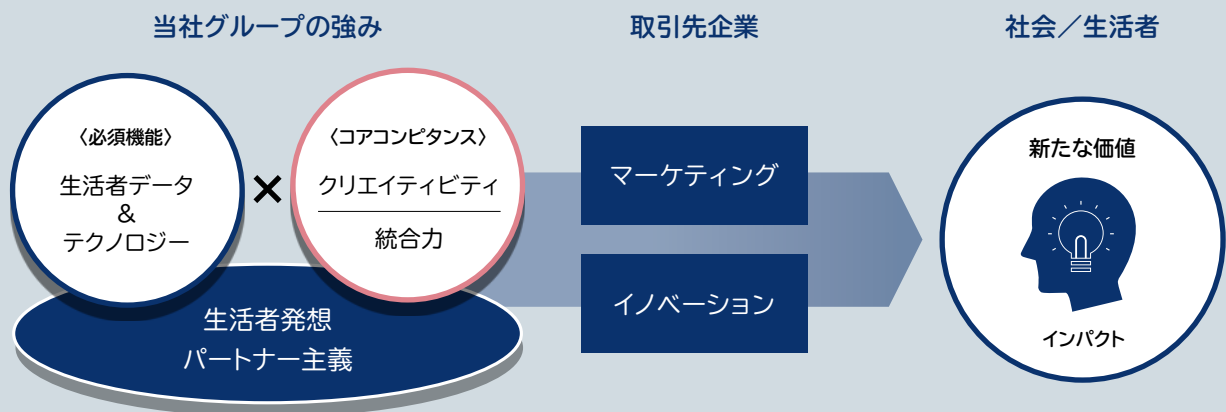 当社グループの強み
取引先企業
社会／生活者
〈必須機能〉
生活者データ
&
テクノロジー
×
〈コアコンピタンス〉
クリエイティビティ
統合力
生活者発想
パートナー主義
マーケティング
イノベーション
新たな価値
インパクト